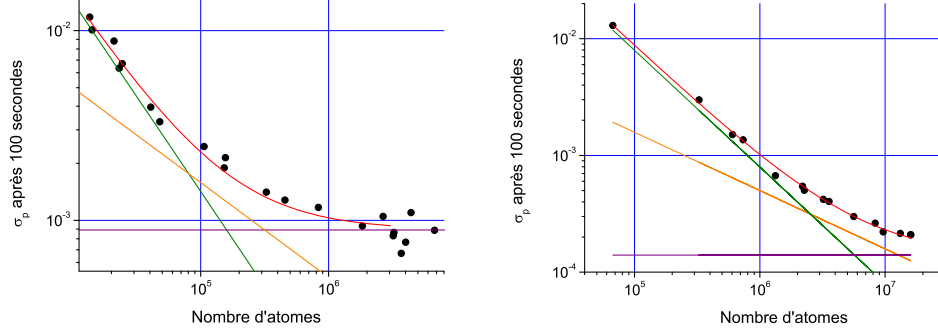 σp après 100 secondes
10⁻²
10⁻³
10⁵
10⁶
Nombre d'atomes
σp après 100 secondes
10⁻²
10⁻³
10⁻⁴
10⁵
10⁶
10⁷
Nombre d'atomes